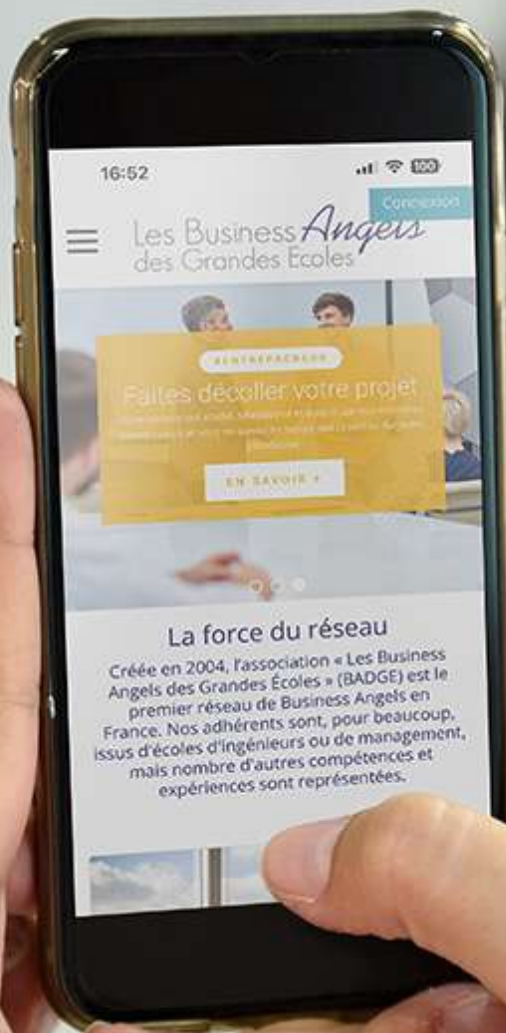 16:52
100
Connexion
Les Business Angels
des Grandes Écoles
Faites décoller votre projet
EN SAVOIR +
La force du réseau
Créée en 2004, l'association « Les Business
Angels des Grandes Écoles » (BADGE) est le
premier réseau de Business Angels en
France. Nos adhérents sont, pour beaucoup,
issus d'écoles d'ingénieurs ou de management,
mais nombre d'autres compétences et
expériences sont représentées.